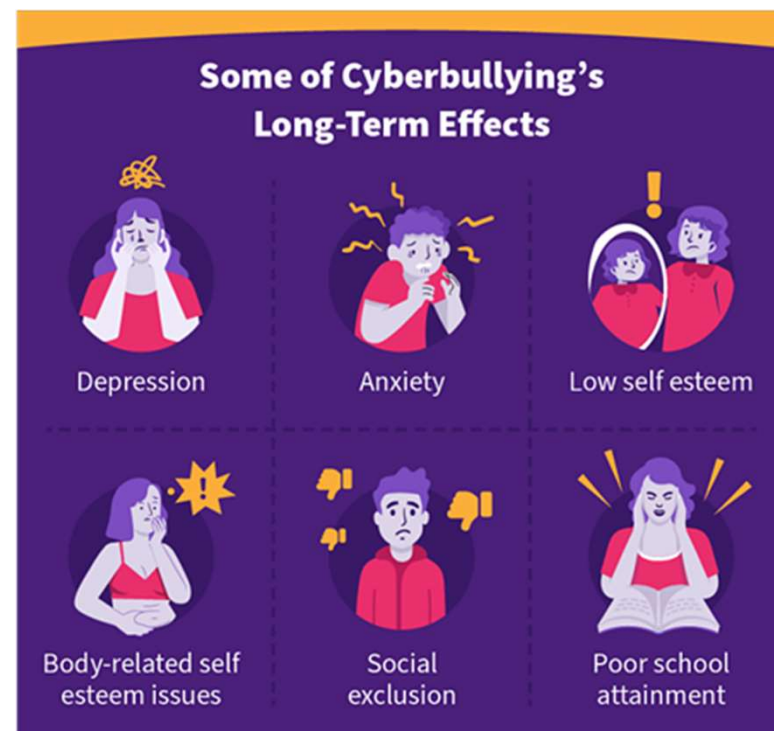 Some of Cyberbullying’s
Long-Term Effects
Depression
Anxiety
Low self esteem
Body-related self
esteem issues
Social
exclusion
Poor school
attainment